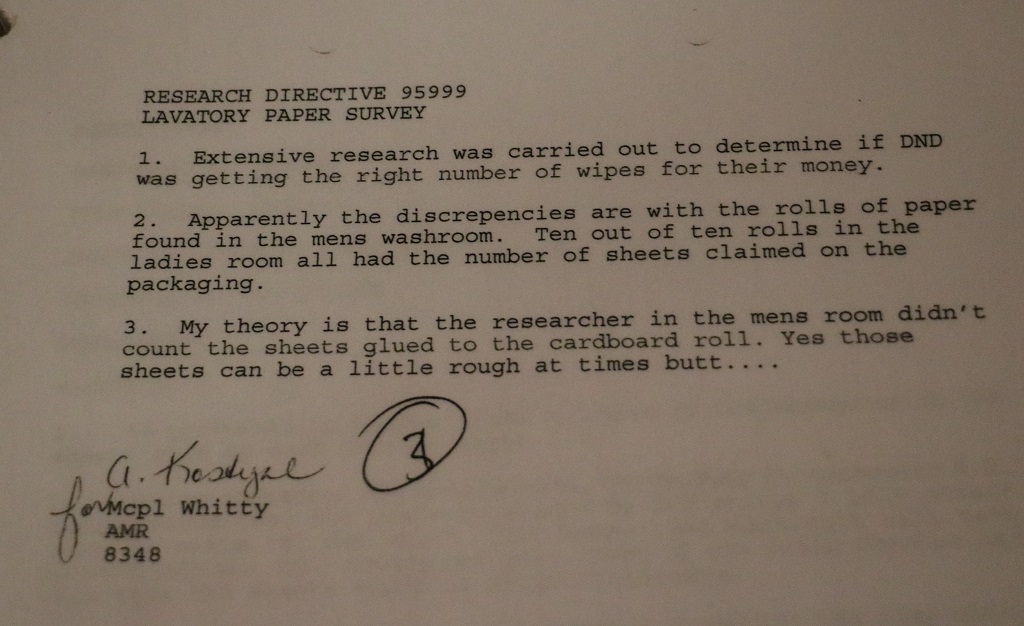 RESEARCH DIRECTIVE 95999
LAVATORY PAPER SURVEY
1. Extensive research was carried out to determine if DND
was getting the right number of wipes for their money.
2. Apparently the discrepencies are with the rolls of paper
found in the mens washroom. Ten out of ten rolls in the
ladies room all had the number of sheets claimed on the
packaging.
3. My theory is that the researcher in the mens room didn't
count the sheets glued to the cardboard roll. Yes those
sheets can be a little rough at times butt....
3
A.
for Mcpl Whitty
AMR
8348